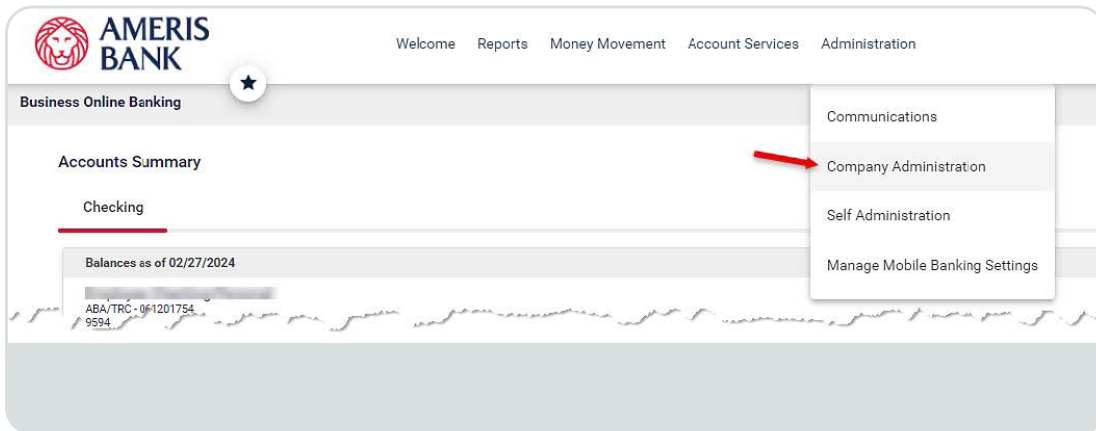 AMERIS
BANK
Welcome Reports Money Movement Account Services Administration
Business Online Banking
Communications
Accounts Summary
Company Administration
Checking
Self Administration
Balances as of 02/27/2024
Manage Mobile Banking Settings
ABA/TRC - 061201754
9594